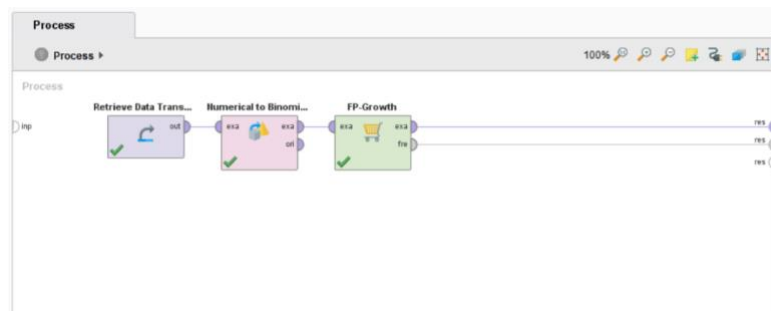 Process
Process
100%
Process
Retrieve Data Trans...
Numerical to Binomi...
FP-Growth
inp
out
exa
exa
ori
exa
exa
fre
res
res
res